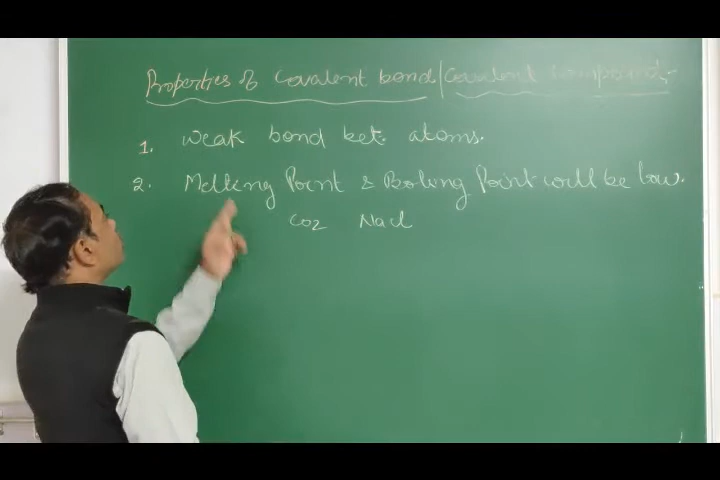 Properties of Covalent bond/Covalent Compound:-
1. Weak bond bet. atoms.
2. Melting Point & Boiling Point will be low.
CO2 Nacl